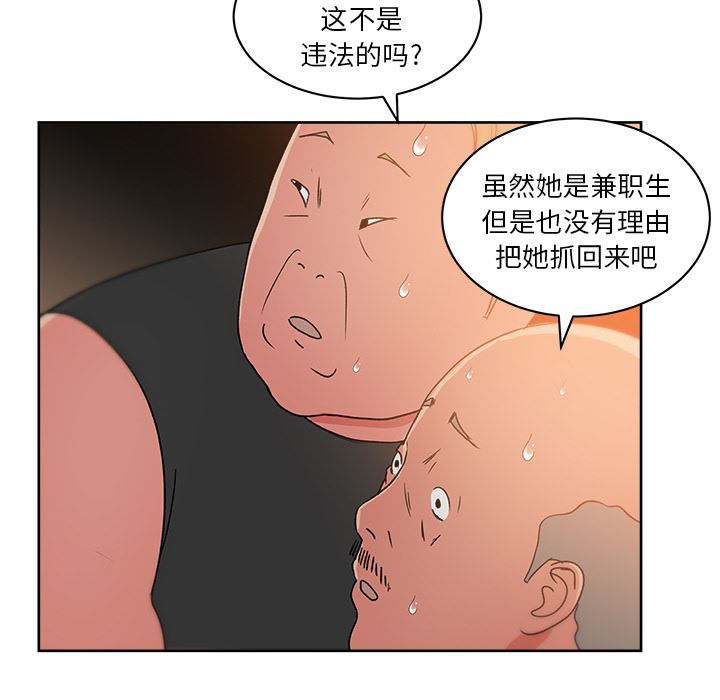 这不是
违法的吗?
虽然她是兼职生
但是也没有理由
把她抓回来吧